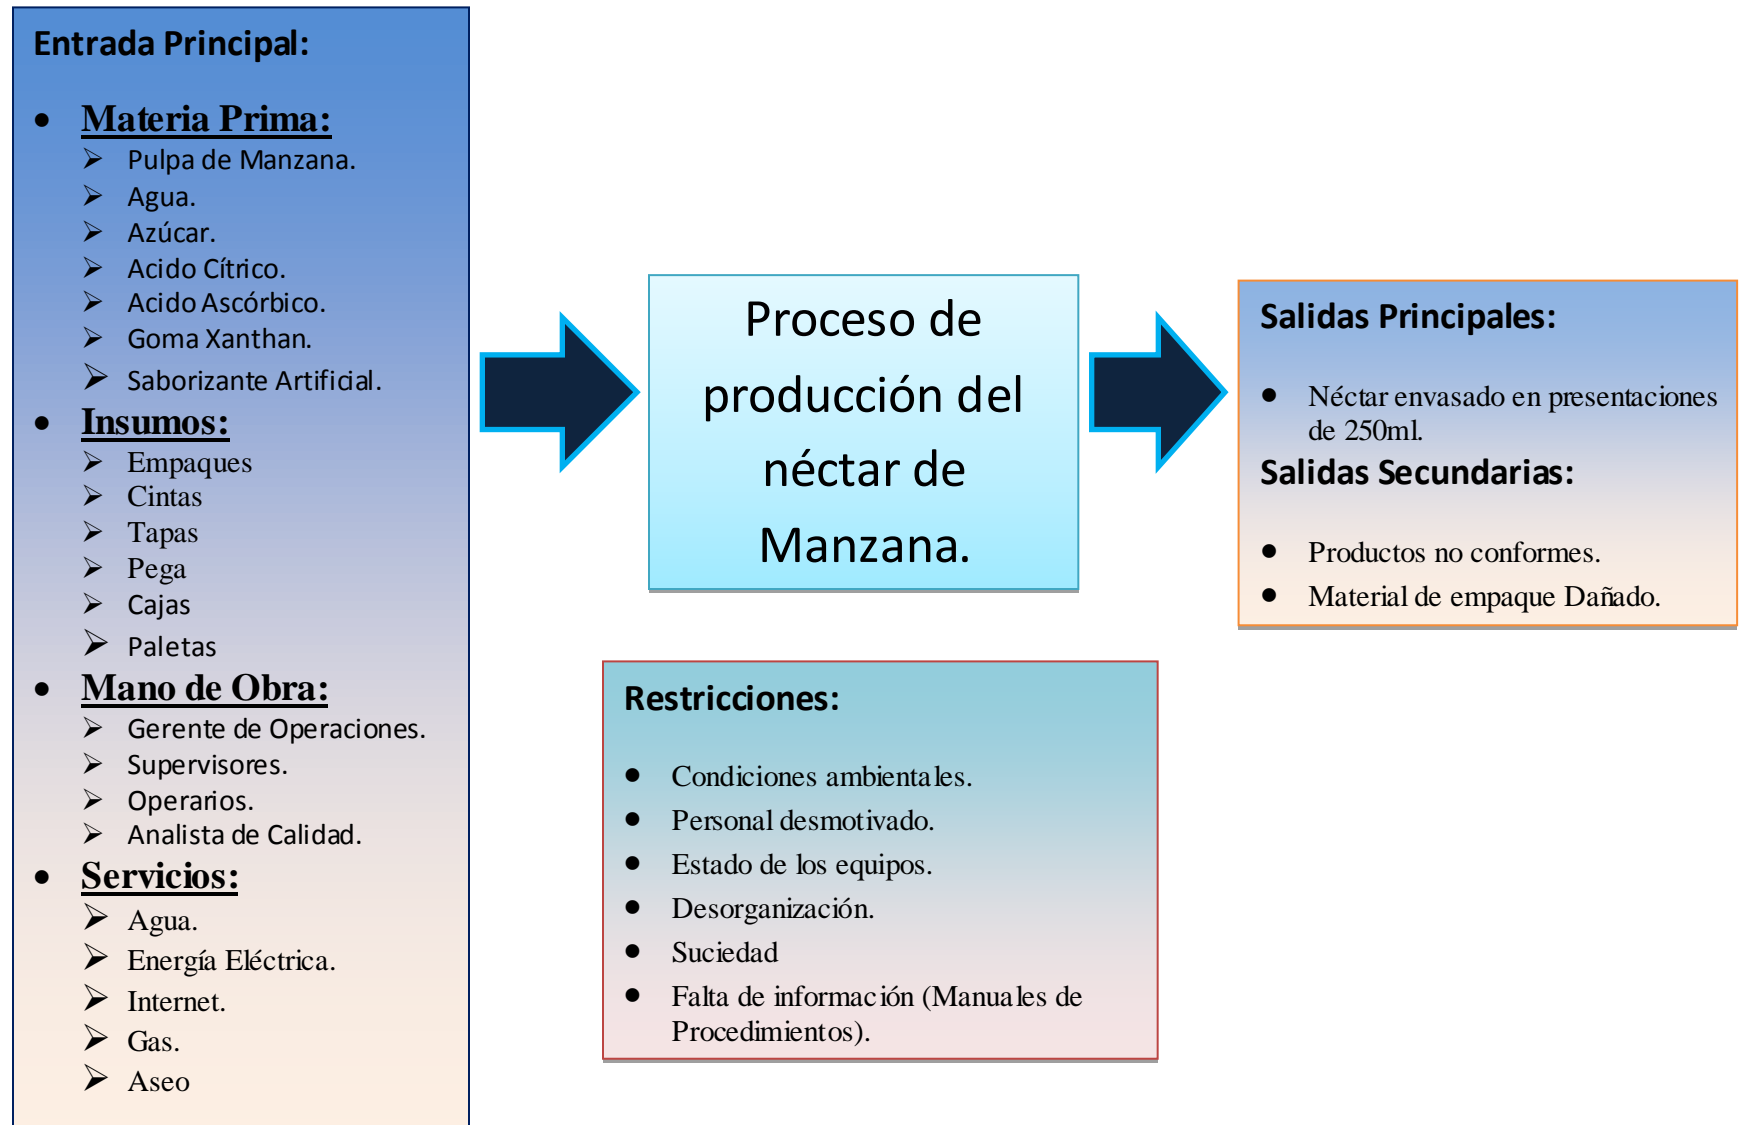 Entrada Principal:
• Materia Prima:
➢ Pulpa de Manzana.
➢ Agua.
➢ Azúcar.
➢ Acido Cítrico.
➢ Acido Ascórbico.
➢ Goma Xanthan.
➢ Saborizante Artificial.
• Insumos:
➢ Empaques
➢ Cintas
➢ Tapas
➢ Pega
➢ Cajas
➢ Paletas
• Mano de Obra:
➢ Gerente de Operaciones.
➢ Supervisores.
➢ Operarios.
➢ Analista de Calidad.
• Servicios:
➢ Agua.
➢ Energía Eléctrica.
➢ Internet.
➢ Gas.
➢ Aseo
Proceso de
producción del
néctar de
Manzana.
Salidas Principales:
• Néctar envasado en presentaciones
de 250ml.
Salidas Secundarias:
• Productos no conformes.
• Material de empaque Dañado.
Restricciones:
• Condiciones ambientales.
• Personal desmotivado.
• Estado de los equipos.
• Desorganización.
• Suciedad
• Falta de información (Manuales de
Procedimientos).